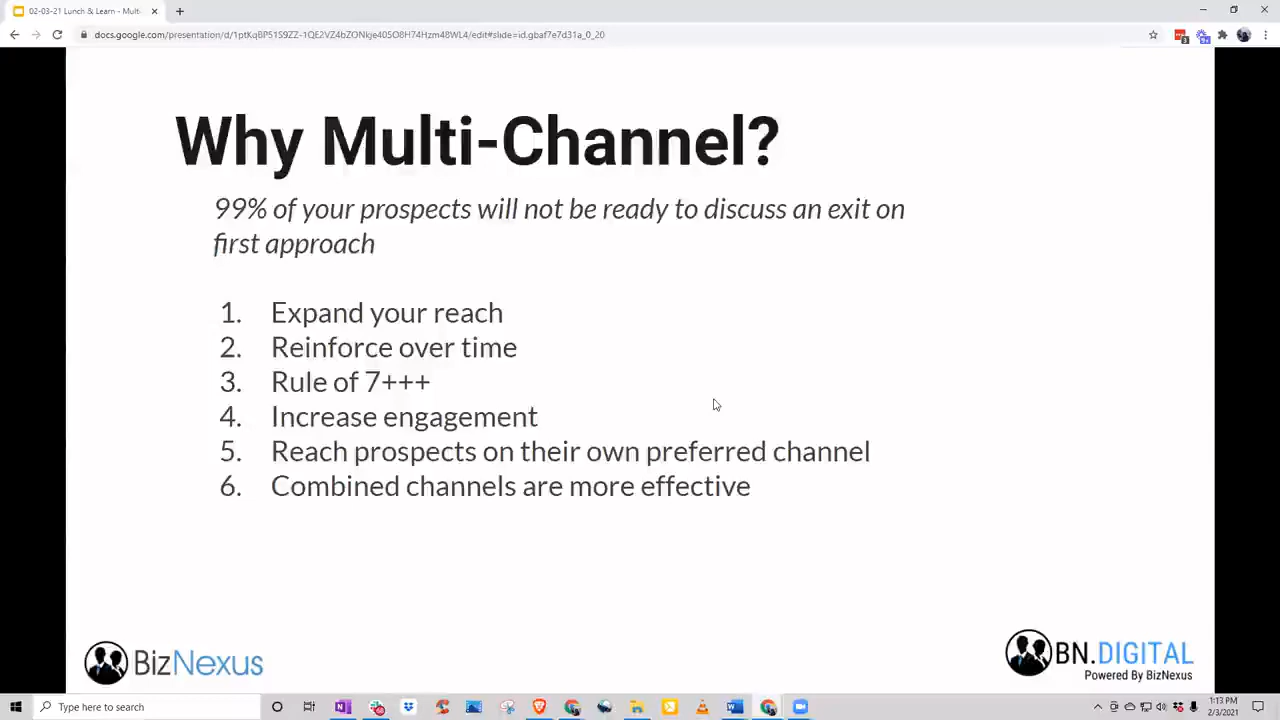 02-03-21 Lunch & Learn - Multi-
docs.google.com/presentation/d/1ptKqBP51S9ZZ-1QE2VZ4bZONkje405O8H74Hzm48WL4/edit#slide=id.gbaf7e7d31a_0_20
Why Multi-Channel?
99% of your prospects will not be ready to discuss an exit on
first approach
1. Expand your reach
2. Reinforce over time
3. Rule of 7+++
4. Increase engagement
5. Reach prospects on their own preferred channel
6. Combined channels are more effective
BizNexus
BN.DIGITAL
Powered By BizNexus
Type here to search
1:13 PM
2/3/2021